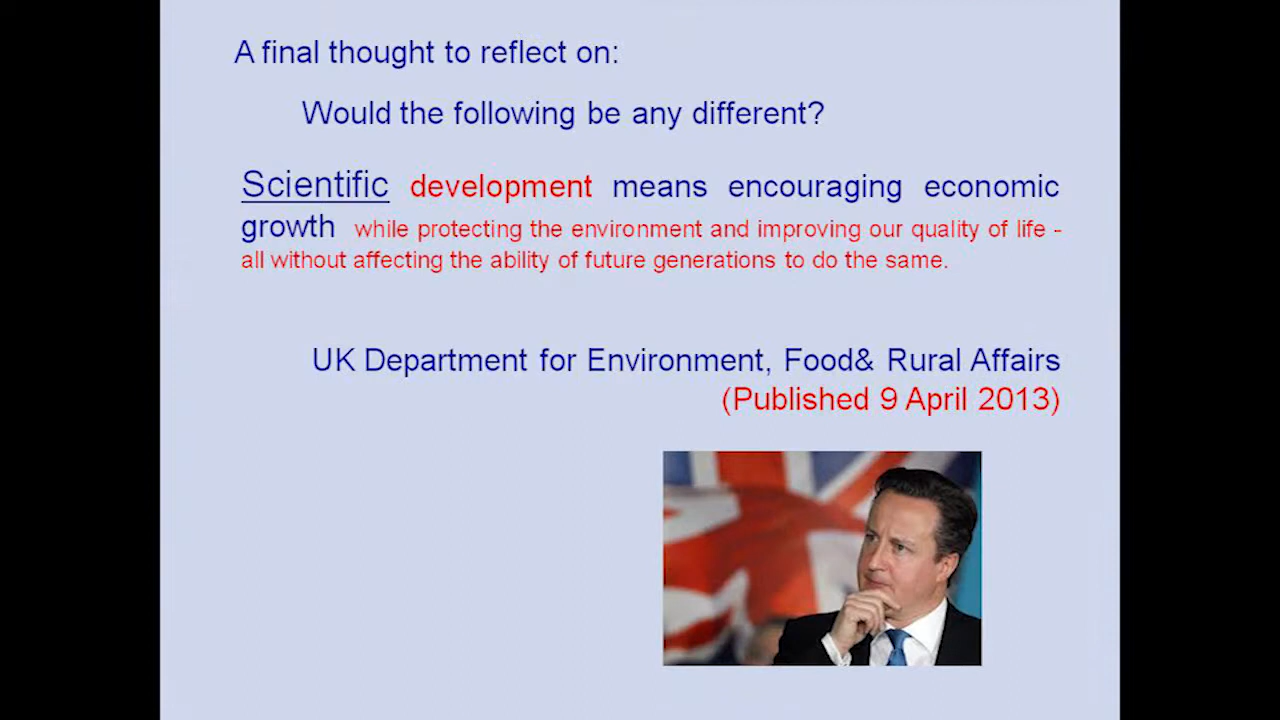 A final thought to reflect on:
Would the following be any different?
Scientific development means encouraging economic
growth while protecting the environment and improving our quality of life -
all without affecting the ability of future generations to do the same.
UK Department for Environment, Food& Rural Affairs
(Published 9 April 2013)